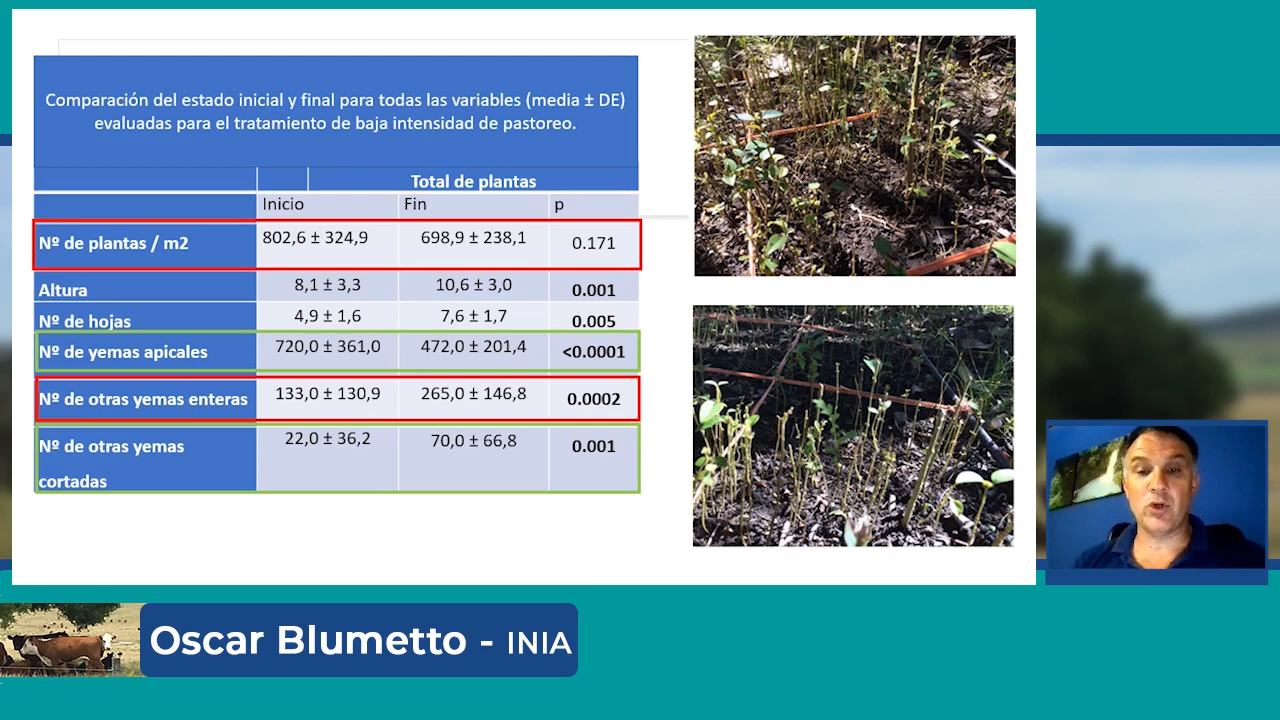 Comparación del estado inicial y final para todas las variables (media ± DE)
evaluadas para el tratamiento de baja intensidad de pastoreo.
Total de plantas
Inicio Fin p
Nº de plantas / m2 802,6 ± 324,9 698,9 ± 238,1 0.171
Altura 8,1 ± 3,3 10,6 ± 3,0 0.001
Nº de hojas 4,9 ± 1,6 7,6 ± 1,7 0.005
Nº de yemas apicales 720,0 ± 361,0 472,0 ± 201,4 <0.0001
Nº de otras yemas enteras 133,0 ± 130,9 265,0 ± 146,8 0.0002
Nº de otras yemas 22,0 ± 36,2 70,0 ± 66,8 0.001
cortadas
Oscar Blumetto - INIA